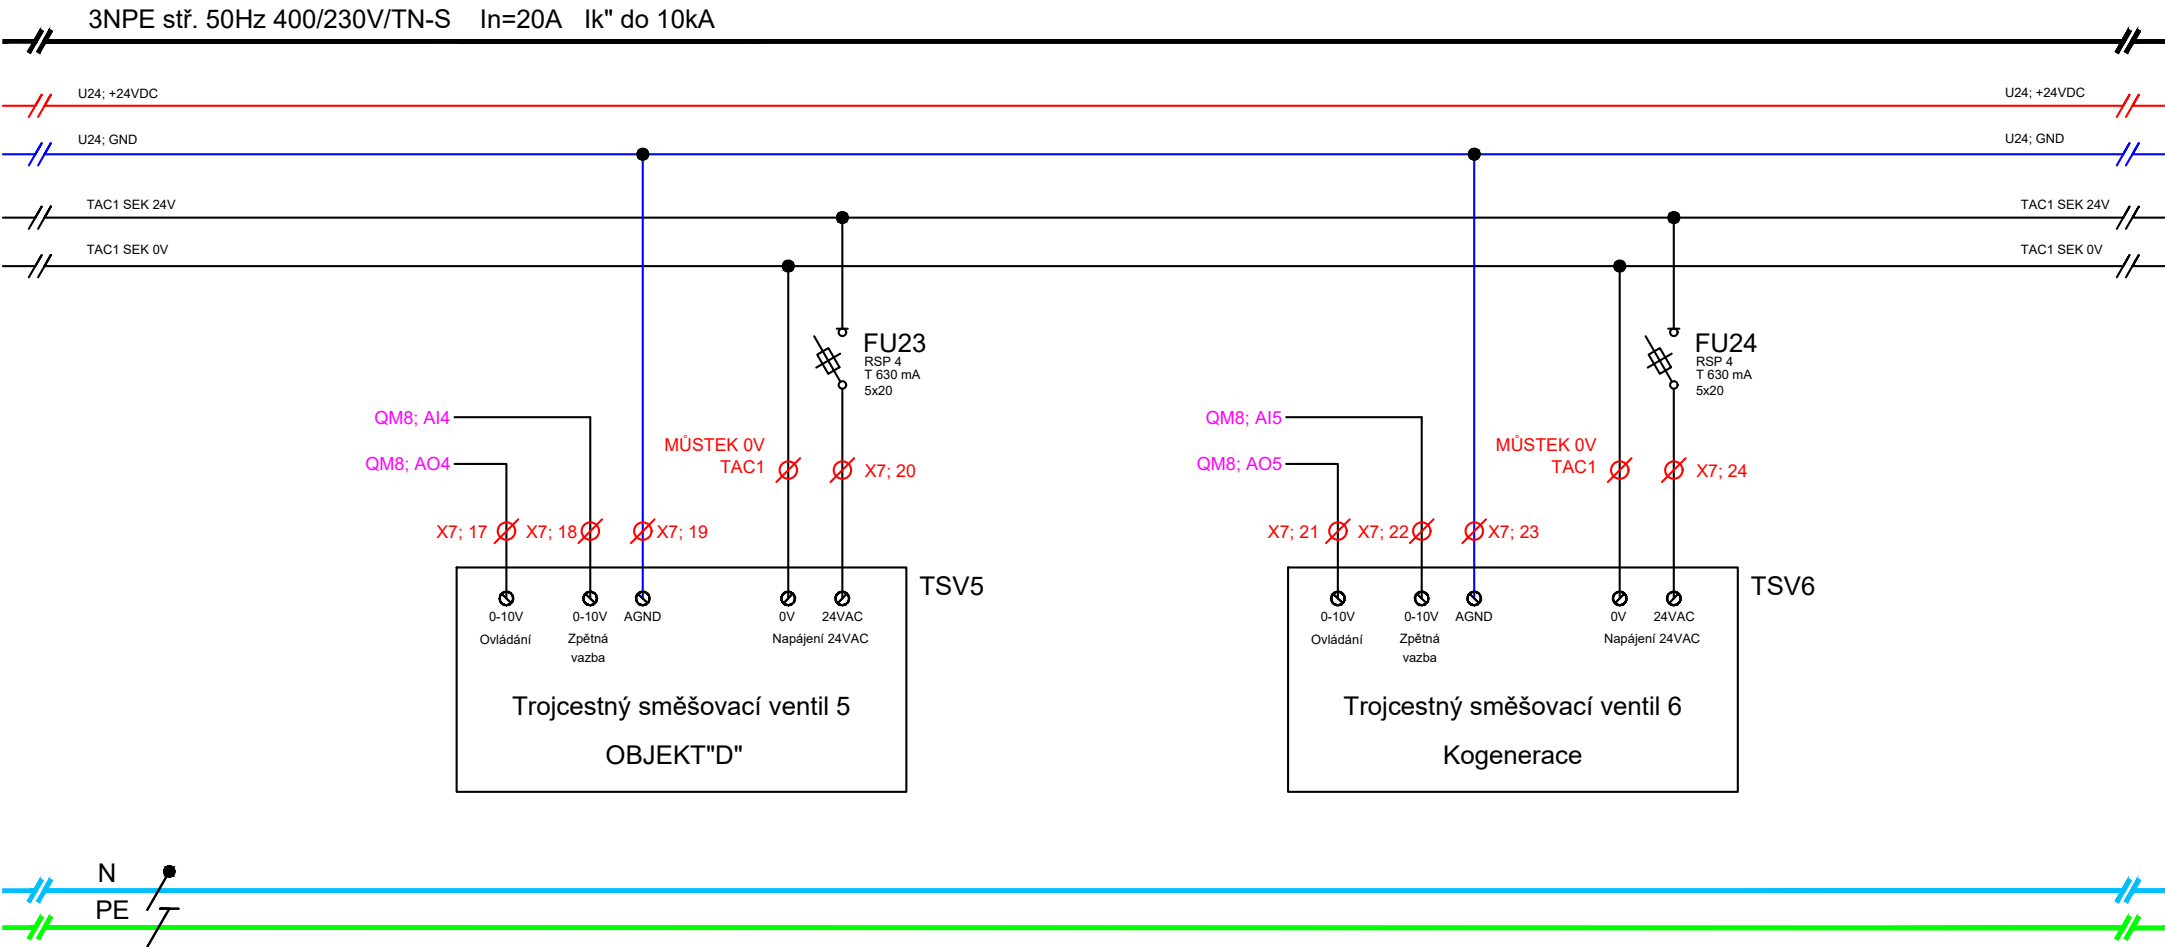 3NPE stř. 50Hz 400/230V/TN-S In=20A Ik" do 10kA
U24; +24VDC
U24; +24VDC
U24; GND
U24; GND
TAC1 SEK 24V
TAC1 SEK 24V
TAC1 SEK 0V
TAC1 SEK 0V
FU23
RSP 4
T 630 mA
5x20
QM8; AI4
QM8; AO4
MŮSTEK 0V
TAC1
X7; 20
X7; 17
X7; 18
X7; 19
TSV5
0-10V
0-10V
AGND
0V
24VAC
Ovládání
Zpětná
vazba
Napájení 24VAC
Trojcestný směšovací ventil 5
OBJEKT"D"
FU24
RSP 4
T 630 mA
5x20
QM8; AI5
QM8; AO5
MŮSTEK 0V
TAC1
X7; 24
X7; 21
X7; 22
X7; 23
TSV6
0-10V
0-10V
AGND
0V
24VAC
Ovládání
Zpětná
vazba
Napájení 24VAC
Trojcestný směšovací ventil 6
Kogenerace
N
PE